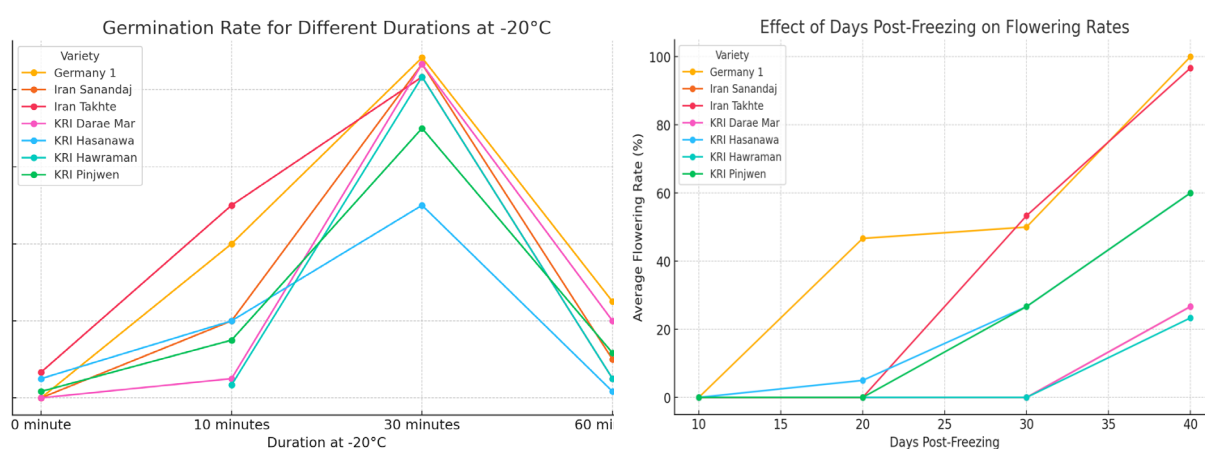 Germination Rate for Different Durations at -20°C
Variety
Germany 1
Iran Sanandaj
Iran Takhte
KRI Darae Mar
KRI Hasanawa
KRI Hawraman
KRI Pinjwen
0 minute 10 minutes 30 minutes 60 mi
Duration at -20°C
Effect of Days Post-Freezing on Flowering Rates
Variety
Germany 1
Iran Sanandaj
Iran Takhte
KRI Darae Mar
KRI Hasanawa
KRI Hawraman
KRI Pinjwen
Average Flowering Rate (%)
100
80
60
40
20
0
10 15 20 25 30 35 40
Days Post-Freezing